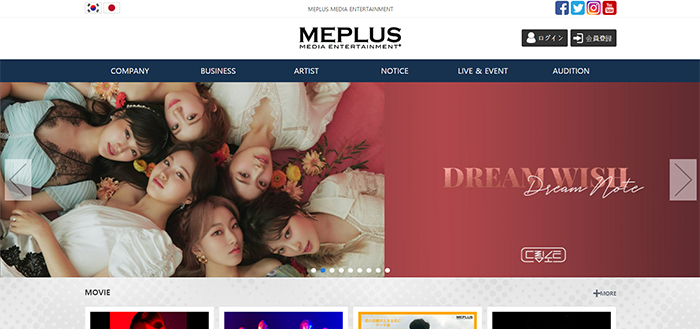 MEPLUS MEDIA ENTERTAINMENT
MEPLUS
MEDIA ENTERTAINMENT
ログイン
会員登録
COMPANY
BUSINESS
ARTIST
NOTICE
LIVE & EVENT
AUDITION
DREAM WISH
Dream Note
MOVIE
+MORE
MEPLUS